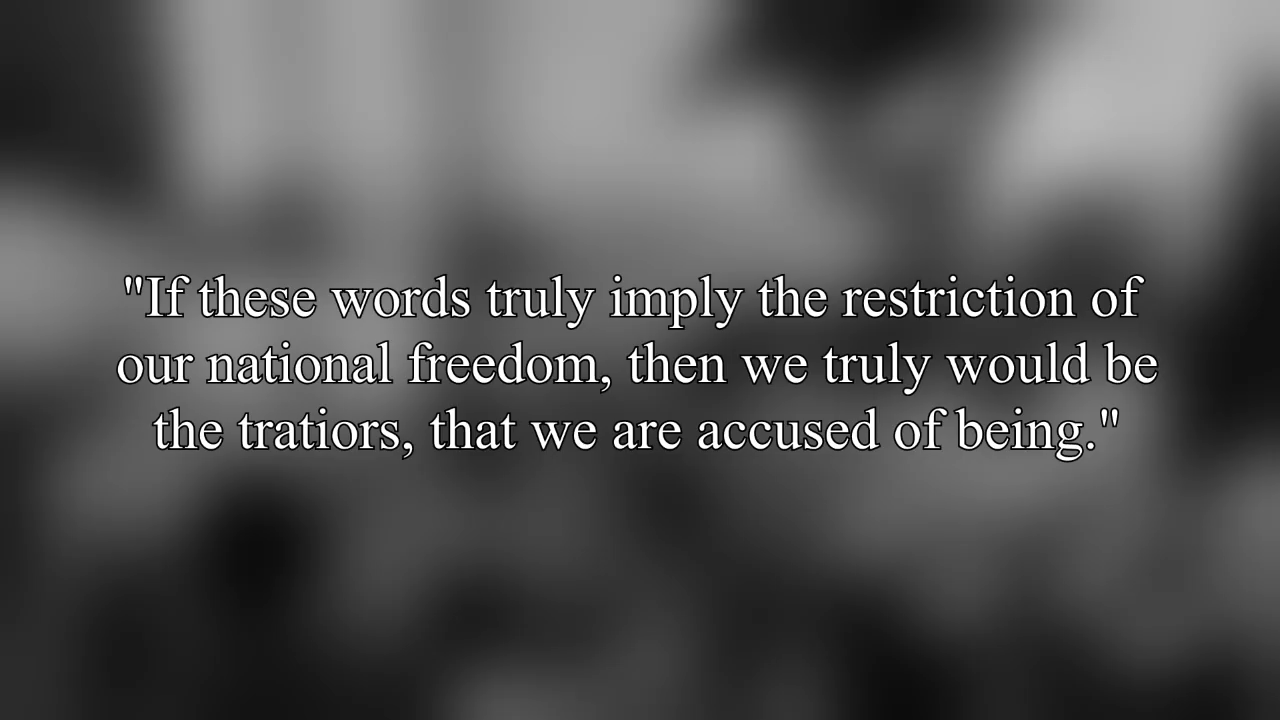 "If these words truly imply the restriction of
our national freedom, then we truly would be
the tratiors, that we are accused of being."